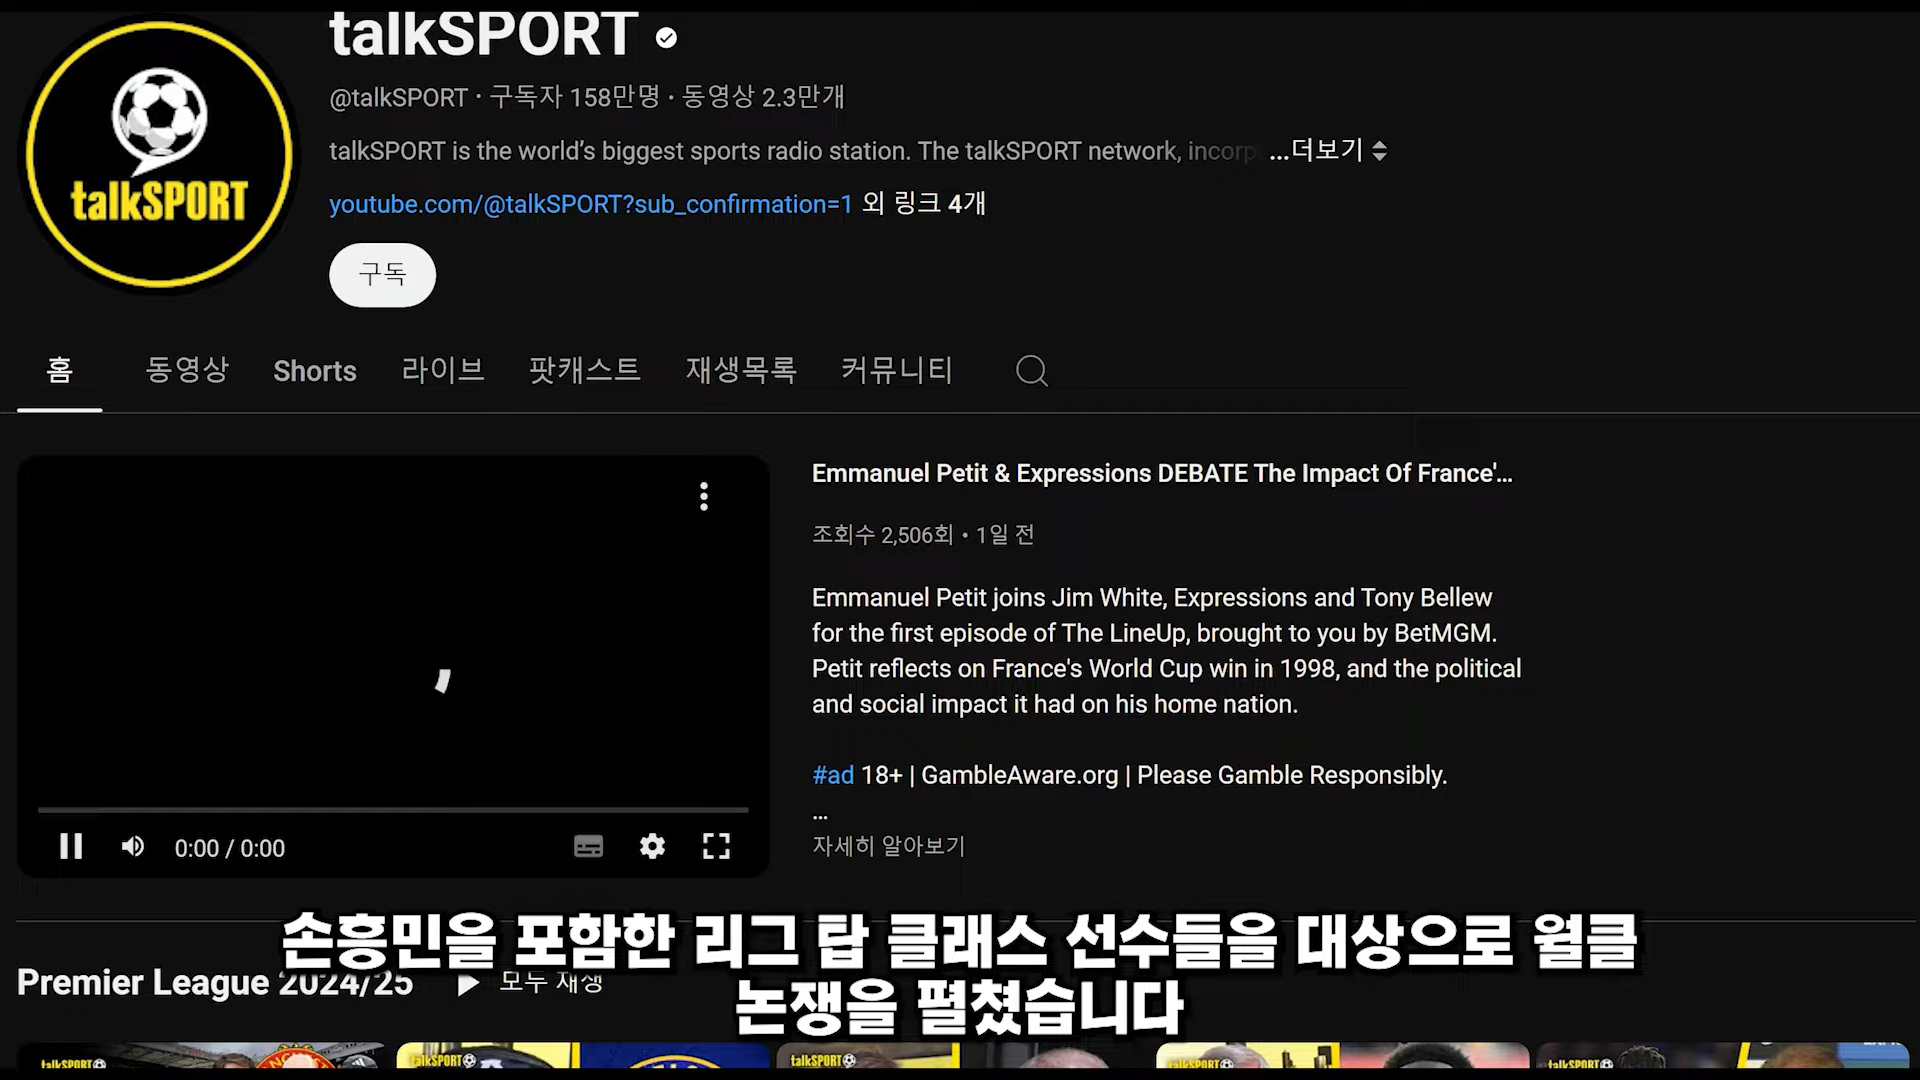 talkSPORT
talkSPORT
@talkSPORT • 구독자 158만명 • 동영상 2.3만개
talkSPORT is the world’s biggest sports radio station. The talkSPORT network, ...더보기
youtube.com/@talkSPORT?sub_confirmation=1 외 링크 4개
구독
홈 동영상 Shorts 라이브 팟캐스트 재생목록 커뮤니티
Emmanuel Petit & Expressions DEBATE The Impact Of France'...
조회수 2,506회 • 1일 전
Emmanuel Petit joins Jim White, Expressions and Tony Bellew
for the first episode of The LineUp, brought to you by BetMGM.
Petit reflects on France's World Cup win in 1998, and the political
and social impact it had on his home nation.
#ad 18+ | GambleAware.org | Please Gamble Responsibly.
...
자세히 알아보기
0:00 / 0:00
손흥민을 포함한 리그 탑 클래스 선수들을 대상으로 월클
논쟁을 펼쳤습니다
Premier League 2024/25 모두 재생
talkSPORT talkSPORT talkSPORT talkSPORT talkSPORT